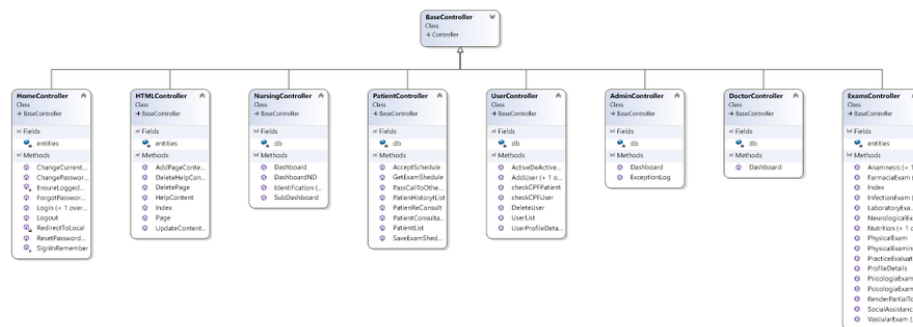 BaseController
Class
Controller
HomeController
Class
BaseController
Fields
entities
Methods
ChangeCurrent...
ChangePasswor...
EnsureLogged...
ForgotPasswor...
Login (+ 1 over...
Logout
RedirectToLocal
ResetPassword...
SignInRemember
HTMLController
Class
BaseController
Fields
entities
Methods
AddPageConte...
DeleteHelpCon...
DeletePage
HelpContent
Index
Page
UpdateContent...
NursingController
Class
BaseController
Fields
db
Methods
Dashboard
DashboardND
Identification (...
SubDashboard
PatientController
Class
BaseController
Fields
db
Methods
AcceptSchedule
GetExamShedule
PassCallToOthe...
PatienHistorytList
PatienReConsult
PatientConsulta...
PatientList
SaveExamShed...
UserController
Class
BaseController
Fields
db
Methods
ActiveDeActive...
AddUser (+ 1 o...
checkCPFPatient
checkCPFUser
DeleteUser
UserList
UserProfileDeta...
AdminController
Class
BaseController
Fields
db
Methods
Dashboard
ExceptionLog
DoctorController
Class
BaseController
Fields
db
Methods
Dashboard
ExamsController
Class
BaseController
Fields
db
Methods
Anamnesis (+ 1
FarmaciaExam (
Index
InfectionExam (
LaboratoryExa.
NeurologicalEx
Nutrition (+ 1 o
PhysicalExam
PhysicalExamin
PracticeEvaluat
ProfileDetails
PsicologiaExam
PsicologiaExam
RenderPartialTo
SocialAssistanc
VascularExam (